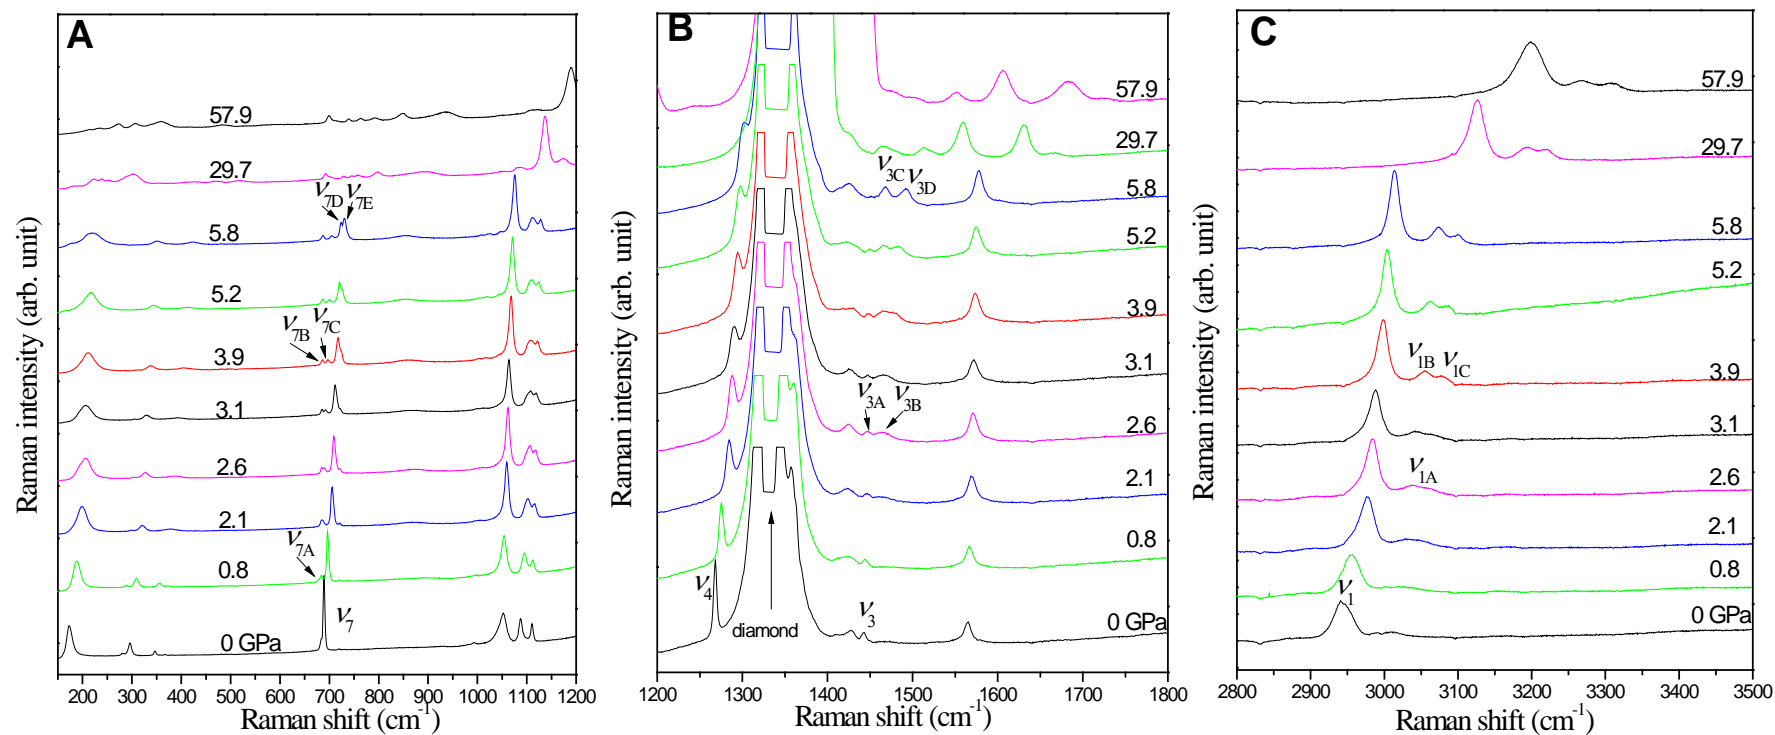 A
57.9
29.7
ν7D ν7E
5.8
5.2
ν7B ν7C
3.9
3.1
2.6
2.1
ν7A
0.8
ν7
0 GPa
200 300 400 500 600 700 800 900 1000 1100 1200
Raman shift (cm-1)
Raman intensity (arb. unit)
B
57.9
29.7
ν3C ν3D
5.8
5.2
3.9
3.1
ν3A ν3B
2.6
2.1
0.8
ν4
ν3
0 GPa
diamond
1200 1300 1400 1500 1600 1700 1800
Raman shift (cm-1)
Raman intensity (arb. unit)
C
57.9
29.7
5.8
5.2
ν1B ν1C
3.9
3.1
ν1A
2.6
2.1
0.8
ν1
0 GPa
2800 2900 3000 3100 3200 3300 3400 3500
Raman shift (cm-1)
Raman intensity (arb. unit)